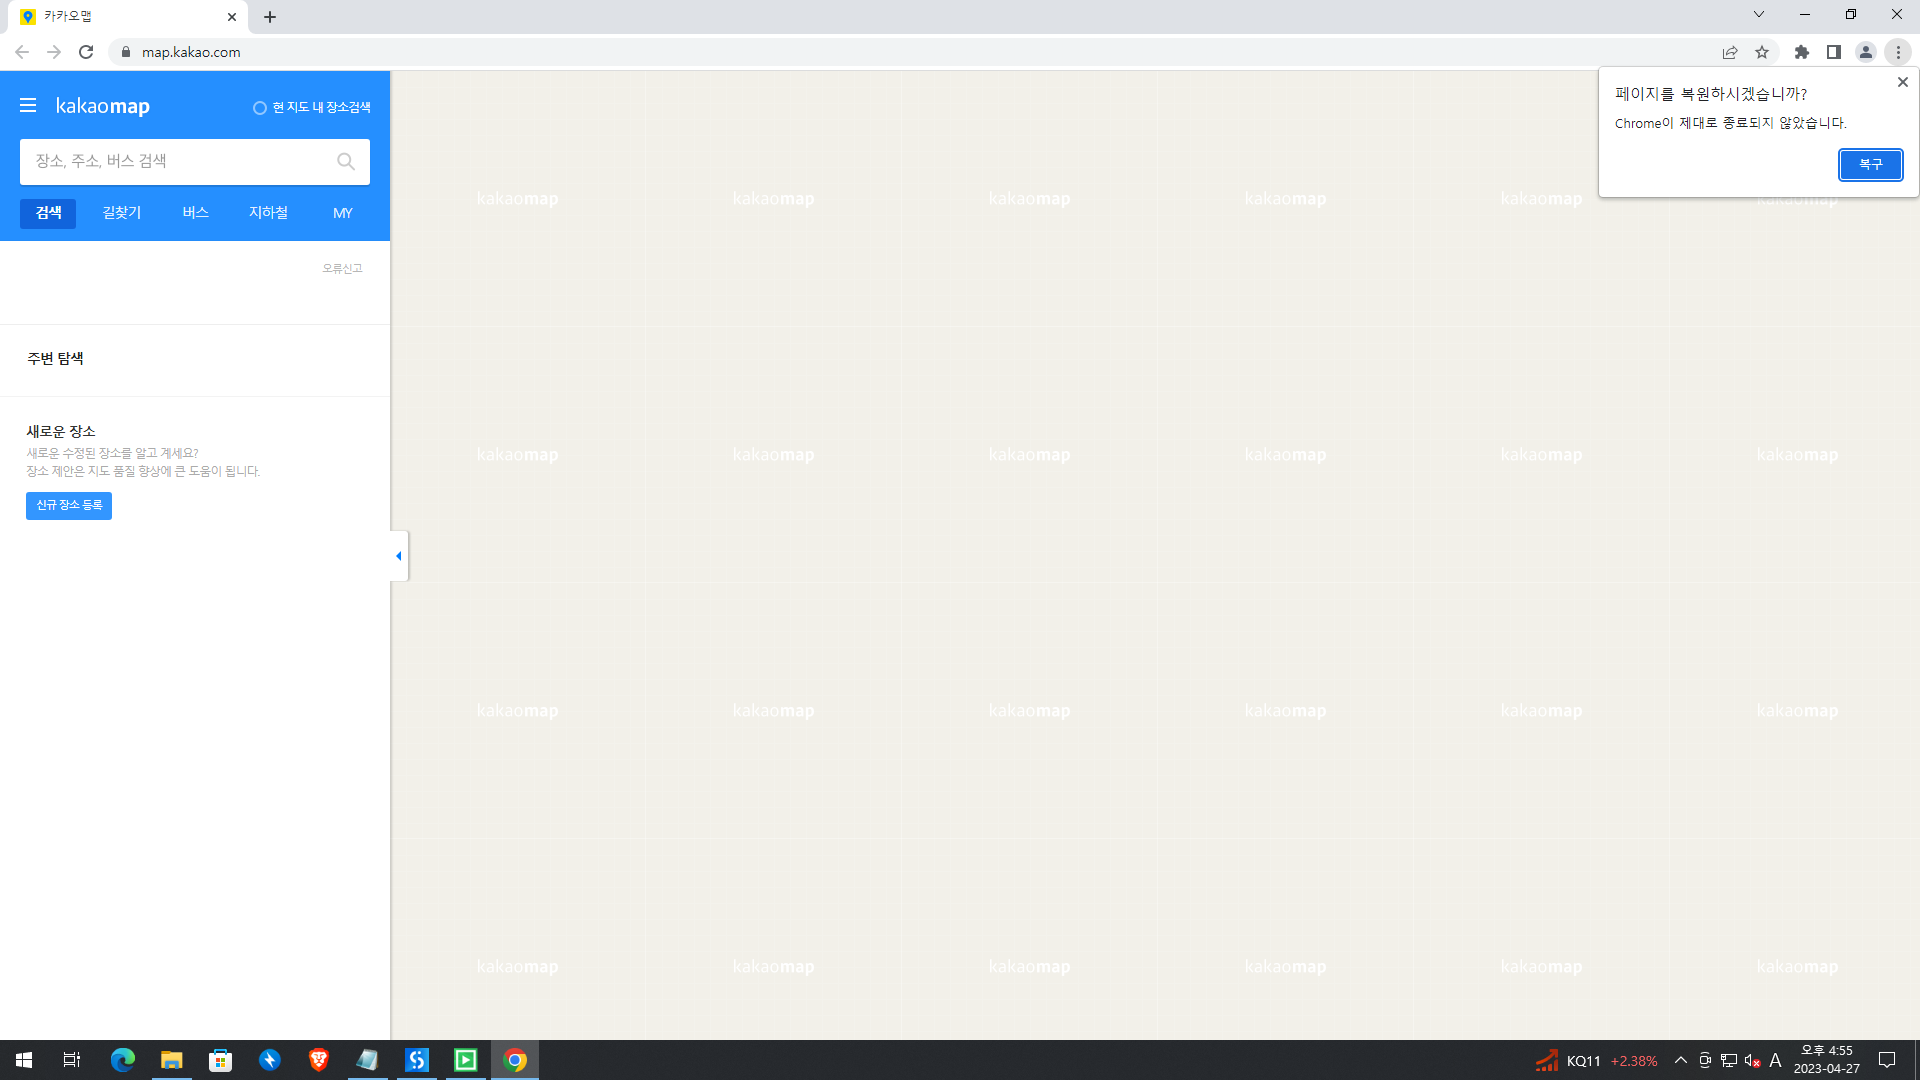 카카오맵
map.kakao.com
kakaomap
현 지도 내 장소검색
장소, 주소, 버스 검색
검색 길찾기 버스 지하철 MY
오류신고
주변 탐색
새로운 장소
새로운 수정된 장소를 알고 계세요?
장소 제안은 지도 품질 향상에 큰 도움이 됩니다.
신규 장소 등록
페이지를 복원하시겠습니까?
Chrome이 제대로 종료되지 않았습니다.
복구
kakaomap kakaomap kakaomap kakaomap kakaomap kakaomap
kakaomap kakaomap kakaomap kakaomap kakaomap kakaomap
kakaomap kakaomap kakaomap kakaomap kakaomap kakaomap
kakaomap kakaomap kakaomap kakaomap kakaomap kakaomap
KQ11 +2.38%
A
오후 4:55
2023-04-27